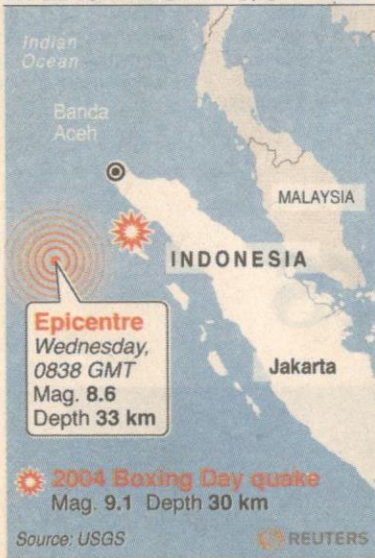 Indian
Ocean
Banda
Aceh
MALAYSIA
INDONESIA
Epicentre
Wednesday,
0838 GMT
Mag. 8.6
Depth 33 km
Jakarta
2004 Boxing Day quake
Mag. 9.1 Depth 30 km
Source: USGS
REUTERS